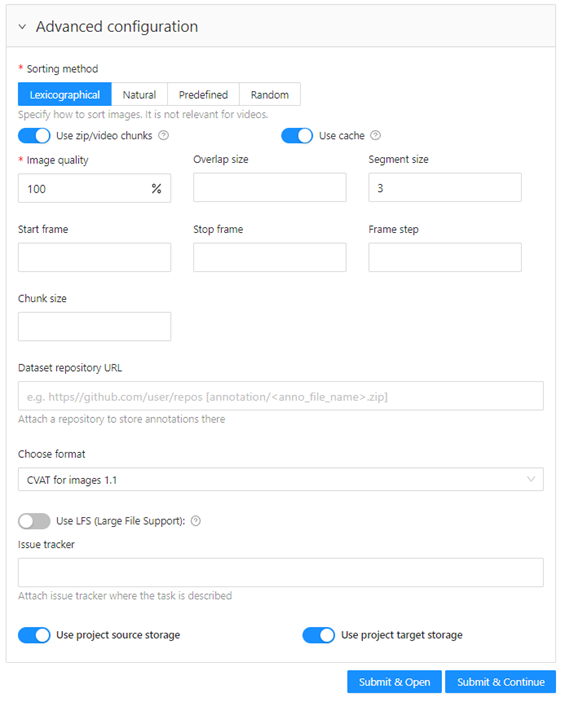 Advanced configuration
* Sorting method
Lexicographical Natural Predefined Random
Specify how to sort images. It is not relevant for videos.
Use zip/video chunks Use cache
* Image quality Overlap size Segment size
100 % 3
Start frame Stop frame Frame step
Chunk size
Dataset repository URL
e.g. https//github.com/user/repos [annotation/<anno_file_name>.zip]
Attach a repository to store annotations there
Choose format
CVAT for images 1.1
Use LFS (Large File Support):
Issue tracker
Attach issue tracker where the task is described
Use project source storage Use project target storage
Submit & Open Submit & Continue